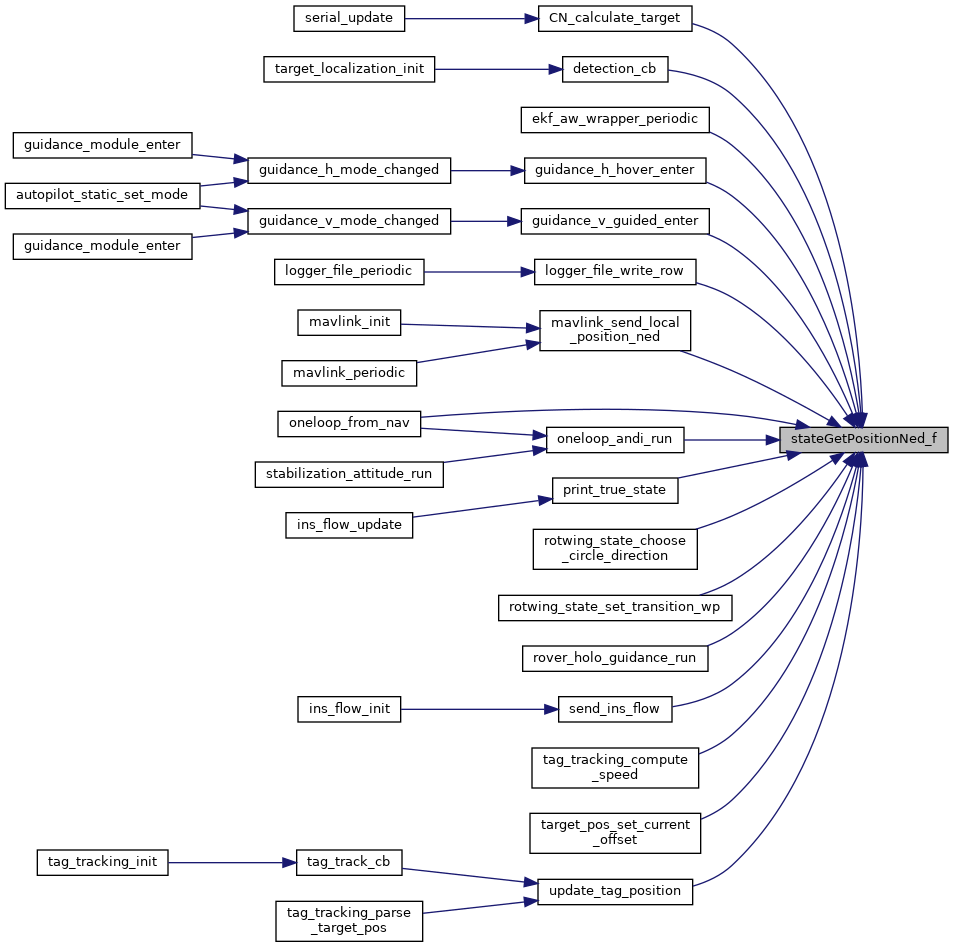 serial_update
CN_calculate_target
target_localization_init
detection_cb
ekf_aw_wrapper_periodic
guidance_module_enter
guidance_h_mode_changed
guidance_h_hover_enter
autopilot_static_set_mode
guidance_v_mode_changed
guidance_v_guided_enter
guidance_module_enter
logger_file_periodic
logger_file_write_row
mavlink_init
mavlink_send_local
_position_ned
mavlink_periodic
oneloop_from_nav
oneloop_andi_run
stateGetPositionNed_f
stabilization_attitude_run
print_true_state
ins_flow_update
rotwing_state_choose
_circle_direction
rotwing_state_set_transition_wp
rover_holo_guidance_run
ins_flow_init
send_ins_flow
tag_tracking_compute
_speed
target_pos_set_current
_offset
tag_tracking_init
tag_track_cb
update_tag_position
tag_tracking_parse
_target_pos